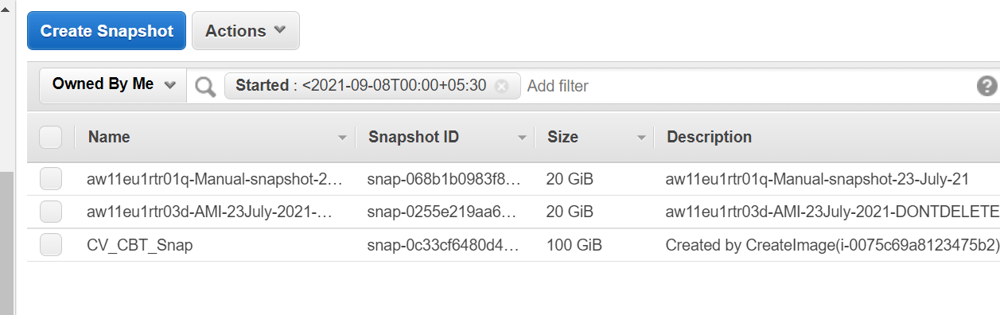 Create Snapshot Actions
Owned By Me Started : <2021-09-08T00:00+05:30 Add filter ?
Name Snapshot ID Size Description
aw11eu1rtr01q-Manual-snapshot-2… snap-068b1b0983f8… 20 GiB aw11eu1rtr01q-Manual-snapshot-23-July-21
aw11eu1rtr03d-AMI-23July-2021-… snap-0255e219aa6… 20 GiB aw11eu1rtr03d-AMI-23July-2021-DONTDELETE
CV_CBT_Snap snap-0c33cf6480d4… 100 GiB Created by CreateImage(i-0075c69a8123475b2)